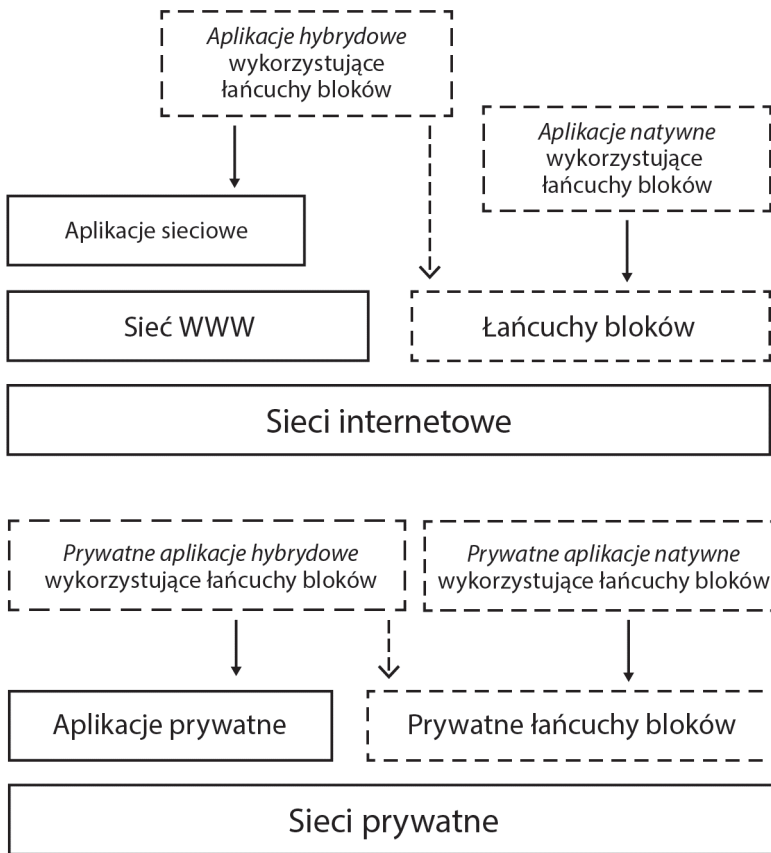 Aplikacje hybrydowe
wykorzystujące
łańcuchy bloków
Aplikacje natywne
wykorzystujące
łańcuchy bloków
Aplikacje sieciowe
Sieć WWW
Łańcuchy bloków
Sieci internetowe
Prywatne aplikacje hybrydowe
wykorzystujące łańcuchy bloków
Prywatne aplikacje natywne
wykorzystujące łańcuchy bloków
Aplikacje prywatne
Prywatne łańcuchy bloków
Sieci prywatne